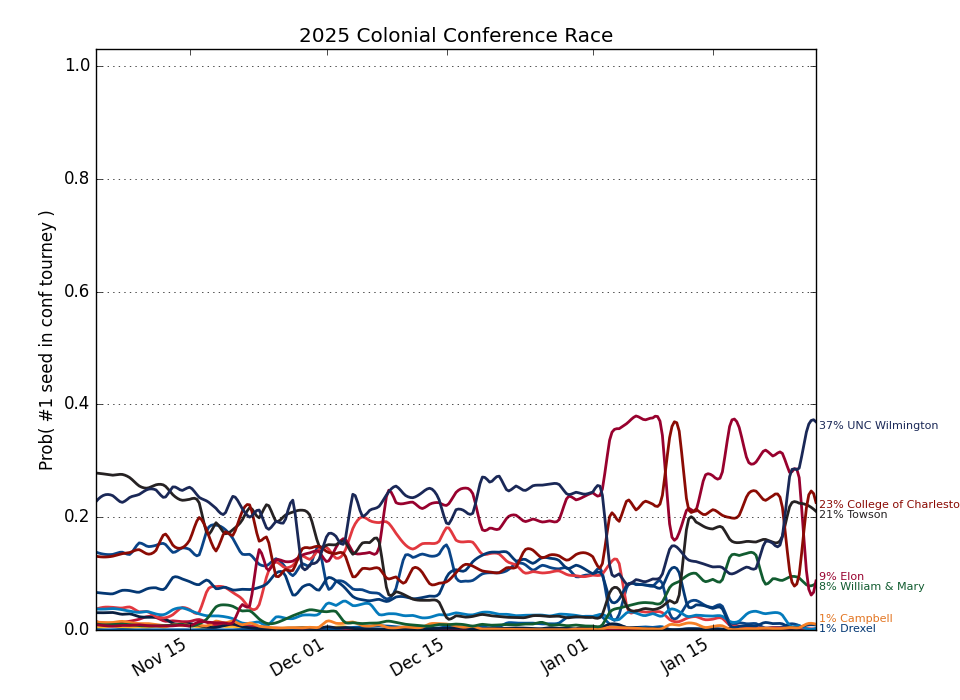 2025 Colonial Conference Race
Prob( #1 seed in conf tourney )
1.0
0.8
0.6
0.4
0.2
0.0
Nov 15
Dec 01
Dec 15
Jan 01
Jan 15
37% UNC Wilmington
23% College of Charlesto
21% Towson
9% Elon
8% William & Mary
1% Campbell
1% Drexel